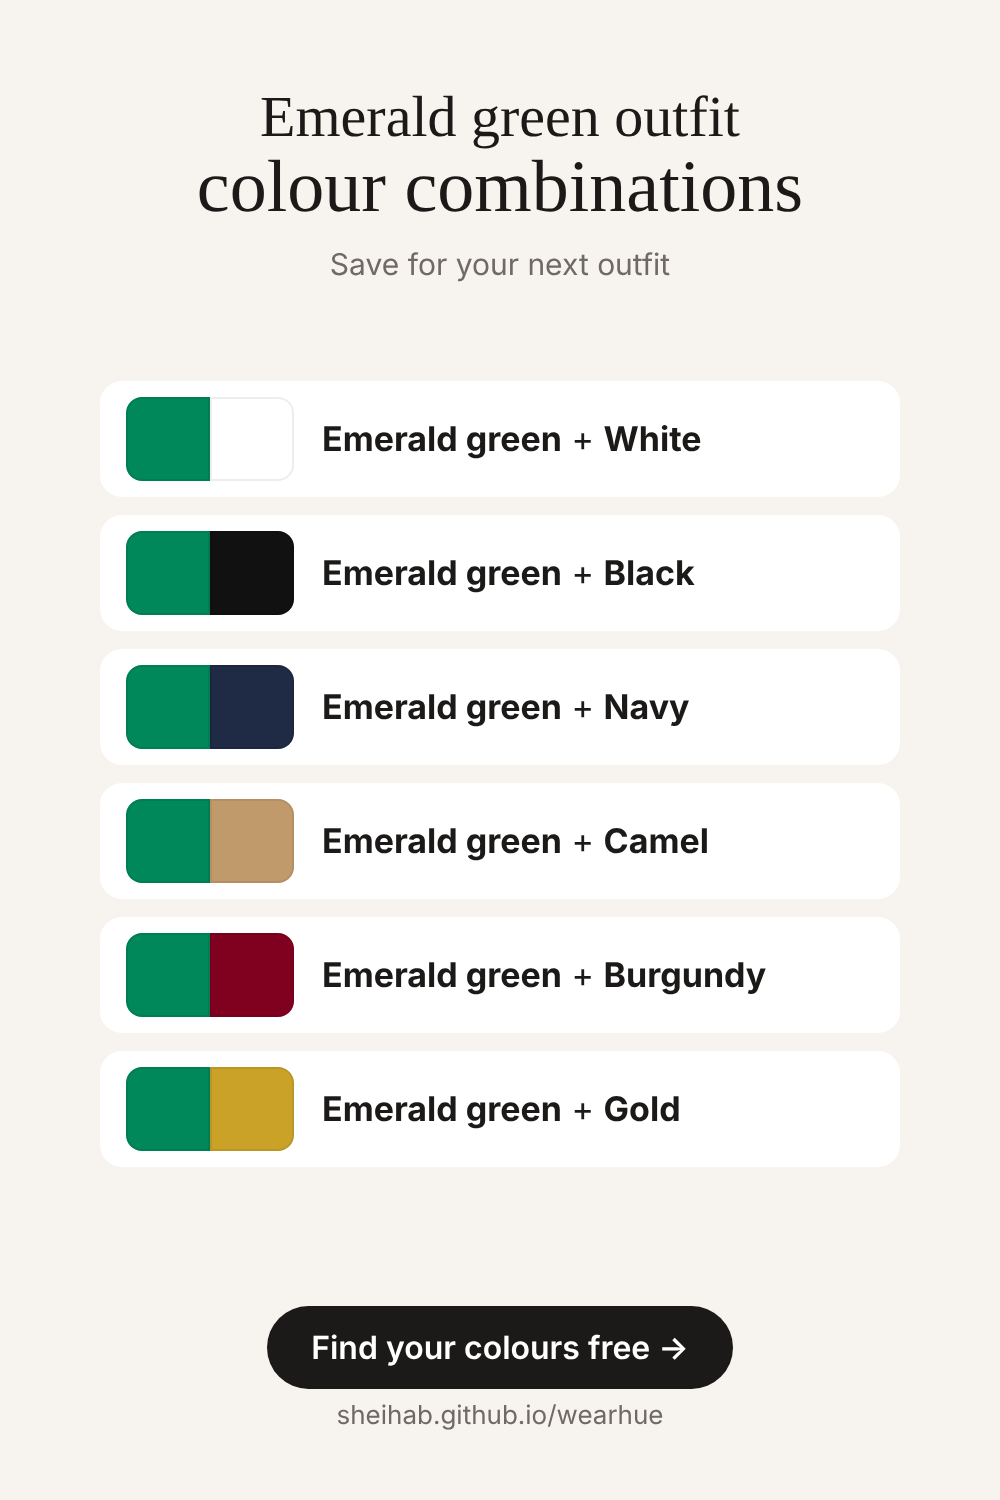 Emerald green outfit
colour combinations
Save for your next outfit
Emerald green + White
Emerald green + Black
Emerald green + Navy
Emerald green + Camel
Emerald green + Burgundy
Emerald green + Gold
Find your colours free →
sheihab.github.io/wearhue